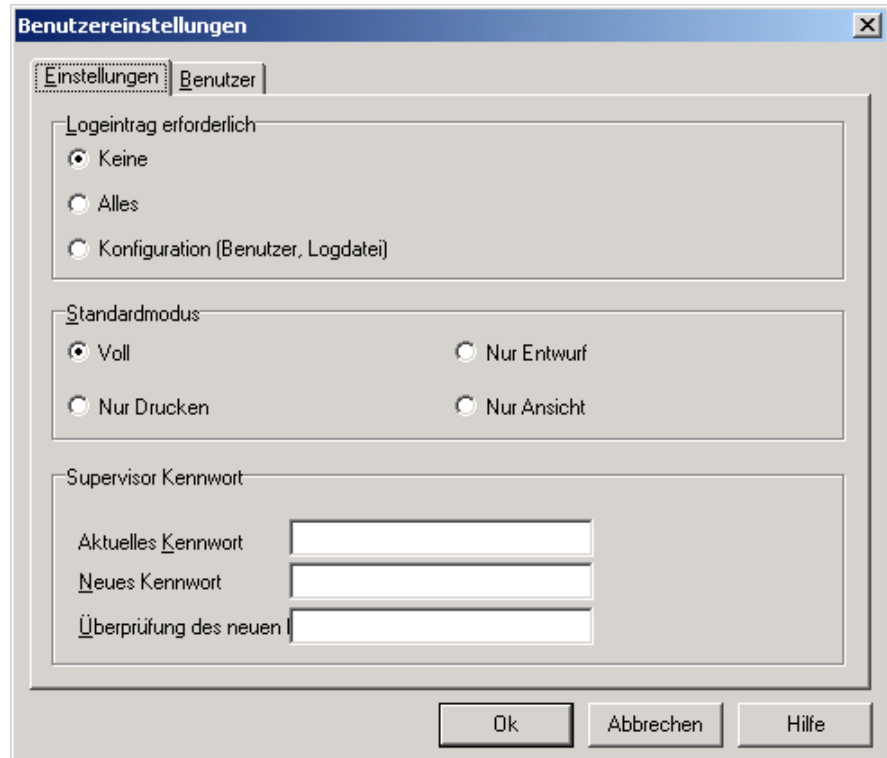 Benutzereinstellungen
Einstellungen Benutzer
Logeintrag erforderlich
Keine
Alles
Konfiguration (Benutzer, Logdatei)
Standardmodus
Voll Nur Entwurf
Nur Drucken Nur Ansicht
Supervisor Kennwort
Aktuelles Kennwort
Neues Kennwort
Überprüfung des neuen
Ok Abbrechen Hilfe